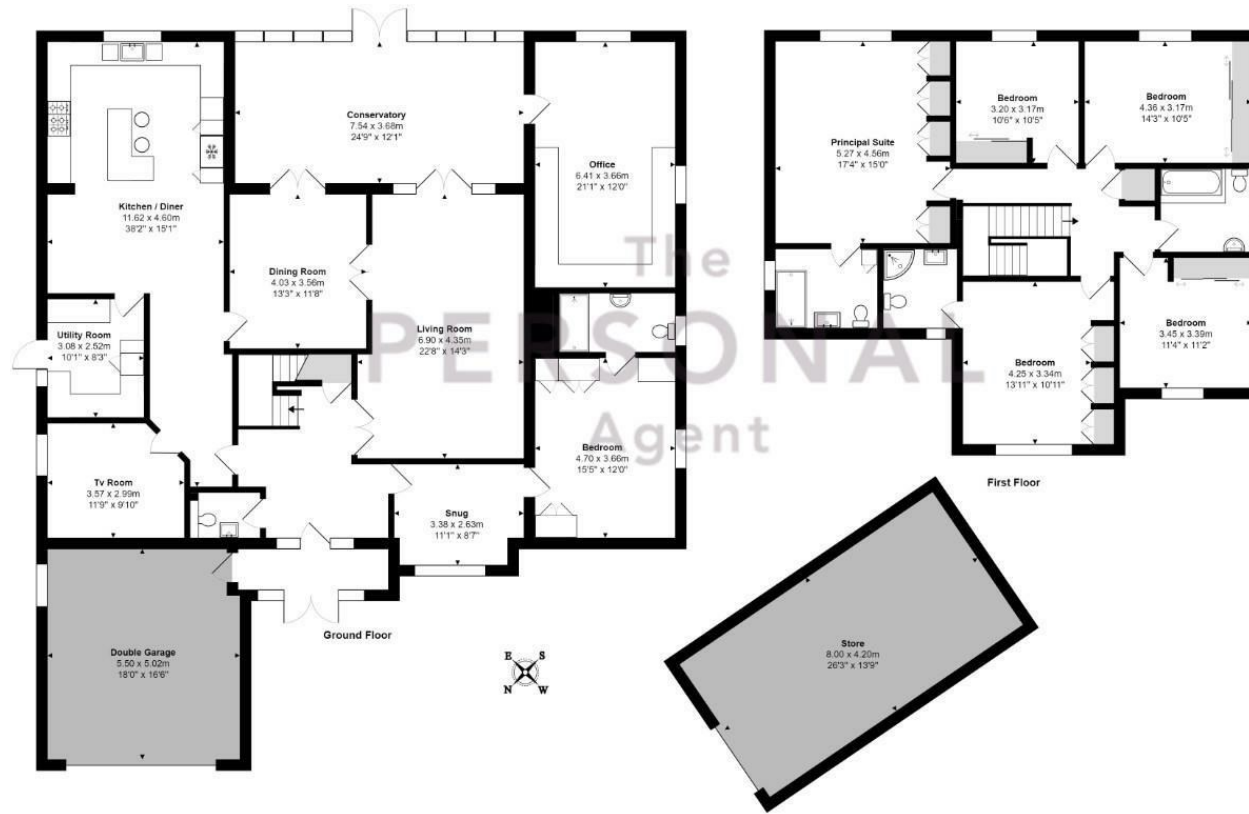 Conservatory
7.54 x 3.68m
24'9" x 12'1"
Office
6.41 x 3.66m
21'1" x 12'0"
Kitchen / Diner
11.62 x 4.60m
38'2" x 15'1"
Dining Room
4.03 x 3.56m
13'3" x 11'8"
Living Room
6.90 x 4.35m
22'8" x 14'3"
Utility Room
3.08 x 2.52m
10'1" x 8'3"
Tv Room
3.57 x 2.99m
11'9" x 9'10"
Bedroom
4.70 x 3.66m
15'5" x 12'0"
Snug
3.38 x 2.63m
11'1" x 8'7"
Double Garage
5.50 x 5.02m
18'0" x 16'6"
Ground Floor
E S
N W
Principal Suite
5.27 x 4.56m
17'4" x 15'0"
Bedroom
3.20 x 3.17m
10'6" x 10'5"
Bedroom
4.36 x 3.17m
14'3" x 10'5"
Bedroom
3.45 x 3.39m
11'4" x 11'2"
Bedroom
4.25 x 3.34m
13'11" x 10'11"
First Floor
Store
8.00 x 4.20m
26'3" x 13'9"
The
PERSONAL
Agent